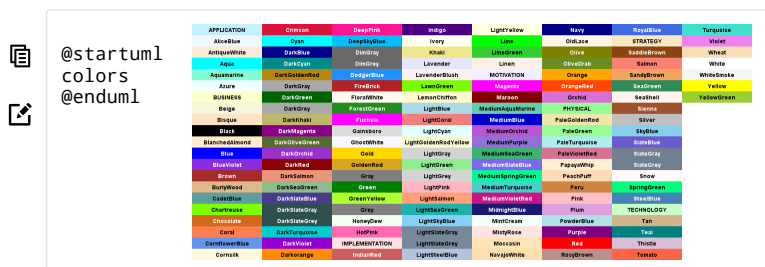 @startuml
colors
@enduml
APPLICATION Crimson DeepPink Indigo LightYellow Navy RoyalBlue Turquoise
AliceBlue Cyan DeepSkyBlue Ivory Lime OldLace STRATEGY Violet
AntiqueWhite DarkBlue DimGray Khaki LimeGreen Olive SaddleBrown Wheat
Aqua DarkCyan DimGrey Lavender Linen OliveDrab Salmon White
Aquamarine DarkGoldenRod DodgerBlue LavenderBlush MOTIVATION Orange SandyBrown WhiteSmoke
Azure DarkGray FireBrick LawnGreen Magenta OrangeRed SeaGreen Yellow
BUSINESS DarkGreen FloralWhite LemonChiffon Maroon Orchid SeaShell YellowGreen
Beige DarkGrey ForestGreen LightBlue MediumAquaMarine PHYSICAL Sienna
Bisque DarkKhaki Fuchsia LightCoral MediumBlue PaleGoldenRod Silver
Black DarkMagenta Gainsboro LightCyan MediumOrchid PaleGreen SkyBlue
BlanchedAlmond DarkOliveGreen GhostWhite LightGoldenRodYellow MediumPurple PaleTurquoise SlateBlue
Blue DarkOrchid Gold LightGray MediumSeaGreen PaleVioletRed SlateGray
BlueViolet DarkRed GoldenRod LightGreen MediumSlateBlue PapayaWhip SlateGrey
Brown DarkSalmon Gray LightGrey MediumSpringGreen PeachPuff Snow
BurlyWood DarkSeaGreen Green LightPink MediumTurquoise Peru SpringGreen
CadetBlue DarkSlateBlue GreenYellow LightSalmon MediumVioletRed Pink SteelBlue
Chartreuse DarkSlateGray Grey LightSeaGreen MidnightBlue Plum TECHNOLOGY
Chocolate DarkSlateGrey HoneyDew LightSkyBlue MintCream PowderBlue Tan
Coral DarkTurquoise HotPink LightSlateGray MistyRose Purple Teal
CornflowerBlue DarkViolet IMPLEMENTATION LightSlateGrey Moccasin Red Thistle
Cornsilk Darkorange IndianRed LightSteelBlue NavajoWhite RosyBrown Tomato